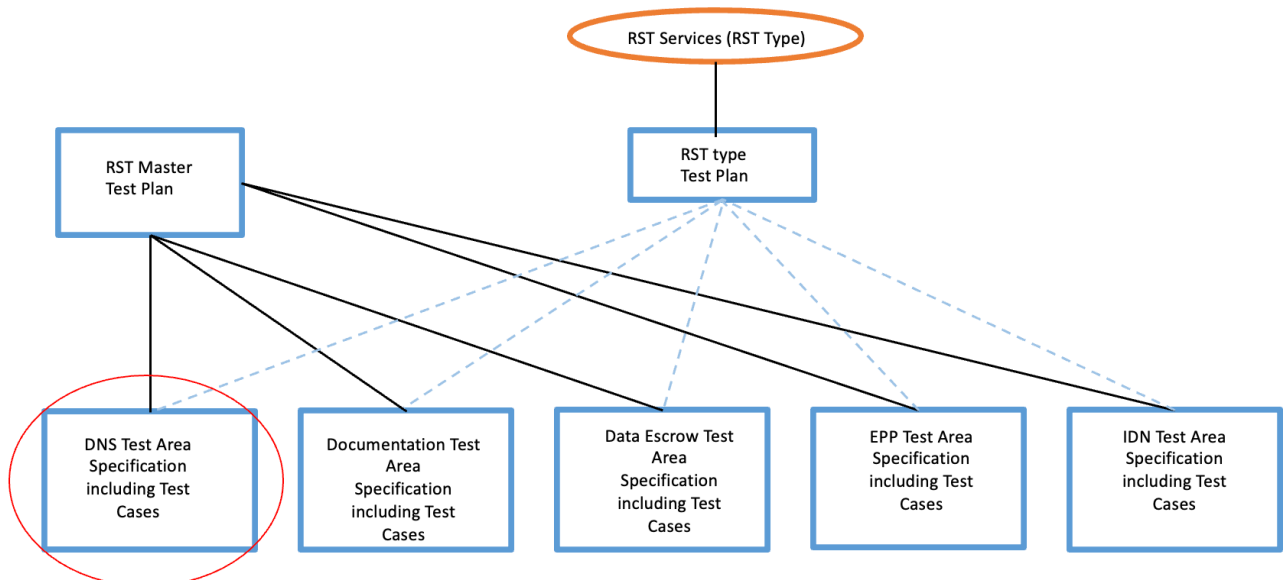 RST Services (RST Type)
RST Master
Test Plan
RST type
Test Plan
DNS Test Area
Specification
including Test
Cases
Documentation Test
Area
Specification
including Test
Cases
Data Escrow Test
Area
Specification
including Test
Cases
EPP Test Area
Specification
including Test
Cases
IDN Test Area
Specification
including Test
Cases